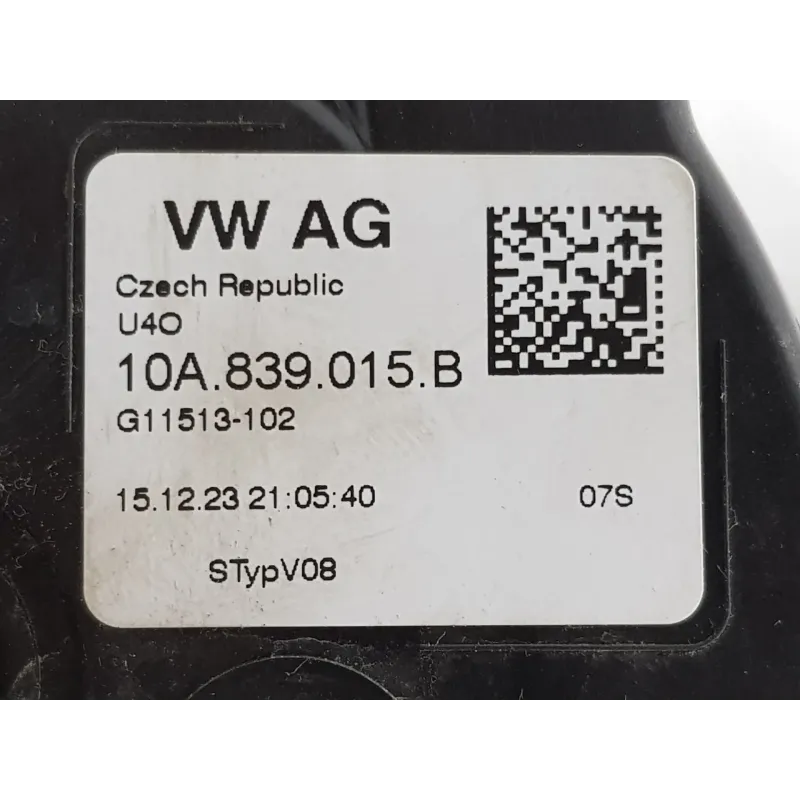 VW AG
Czech Republic
U4O
10A.839.015.B
G11513-102
15.12.23 21:05:40 07S
STypV08